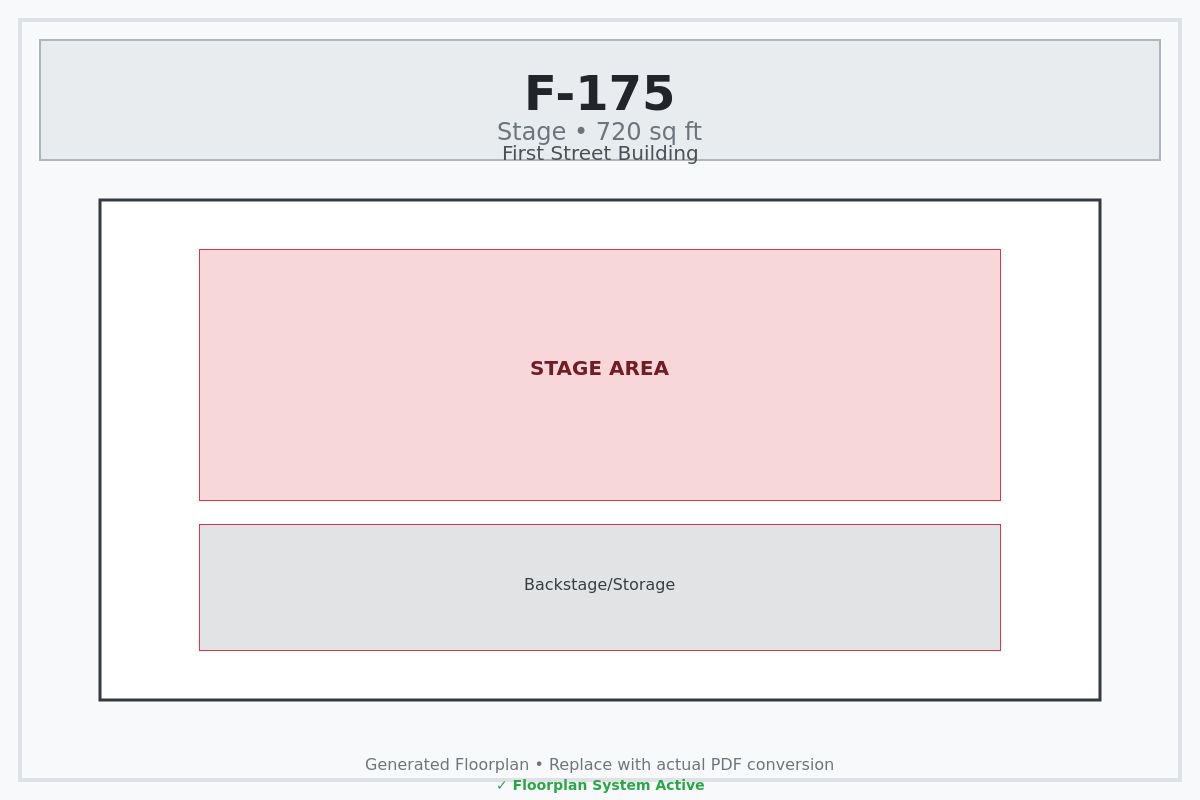 F-175
Stage • 720 sq ft
First Street Building
STAGE AREA
Backstage/Storage
Generated Floorplan • Replace with actual PDF conversion
✓ Floorplan System Active